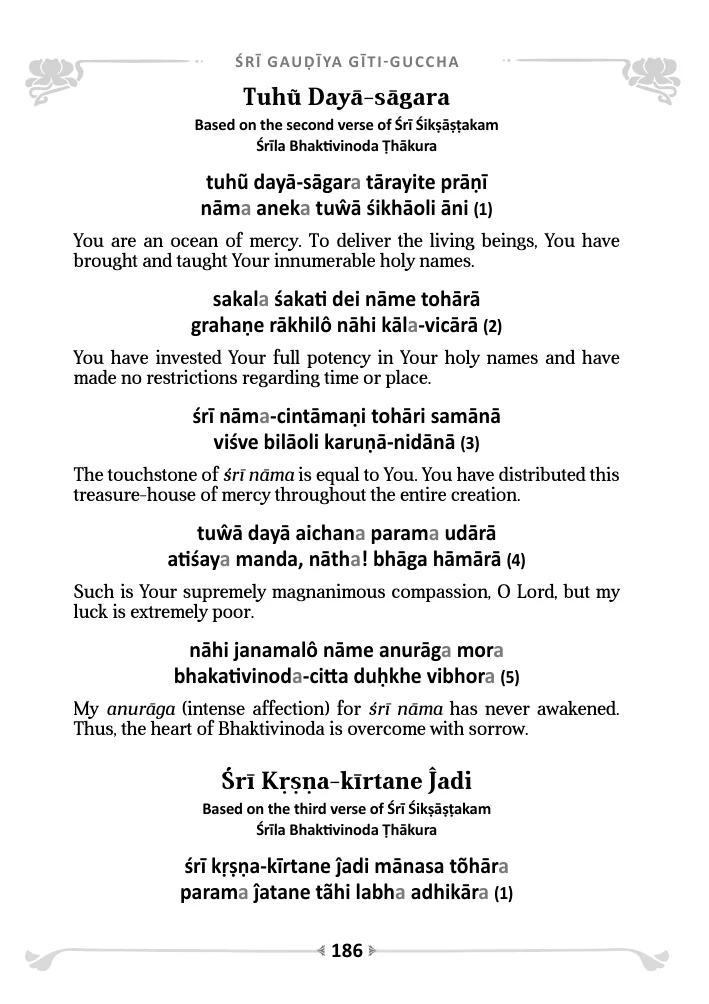 ŚRĪ GAUḌĪYA GĪTI-GUCCHA
Tuhũ Dayā-sāgara
Based on the second verse of Śrī Śikṣāṣṭakam
Śrīla Bhaktivinoda Ṭhākura
tuhũ dayā-sāgara tārayite prāṇī
nāma aneka tuŵā śikhāoli āni (1)
You are an ocean of mercy. To deliver the living beings, You have
brought and taught Your innumerable holy names.
sakala śakati dei nāme tohārā
grahaṇe rākhilô nāhi kāla-vicārā (2)
You have invested Your full potency in Your holy names and have
made no restrictions regarding time or place.
śrī nāma-cintāmaṇi tohāri samānā
viśve bilāoli karuṇā-nidānā (3)
The touchstone of śrī nāma is equal to You. You have distributed this
treasure-house of mercy throughout the entire creation.
tuŵā dayā aichana parama udārā
atiśaya manda, nātha! bhāga hāmārā (4)
Such is Your supremely magnanimous compassion, O Lord, but my
luck is extremely poor.
nāhi janamalô nāme anurāga mora
bhakativinoda-citta duḥkhe vibhora (5)
My anurāga (intense affection) for śrī nāma has never awakened.
Thus, the heart of Bhaktivinoda is overcome with sorrow.
Śrī Kṛṣṇa-kīrtane Ĵadi
Based on the third verse of Śrī Śikṣāṣṭakam
Śrīla Bhaktivinoda Ṭhākura
śrī kṛṣṇa-kīrtane ĵadi mānasa tõhāra
parama ĵatane tãhi labha adhikāra (1)
186